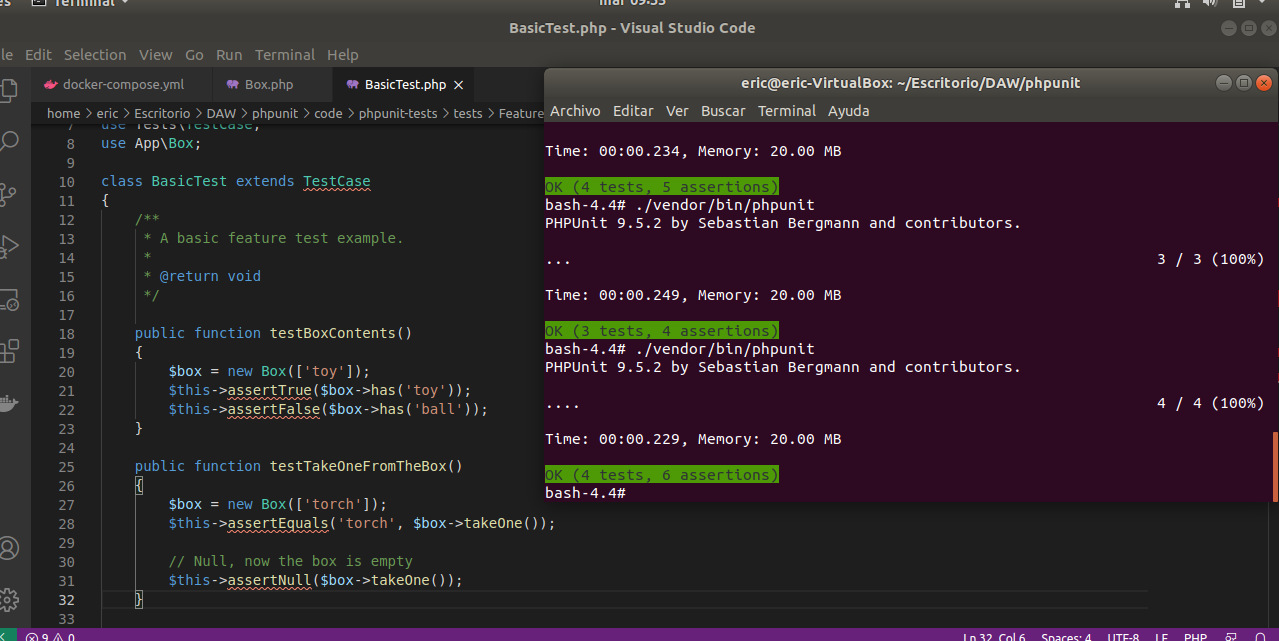 es Terminal
mar 09:53
BasicTest.php - Visual Studio Code
le Edit Selection View Go Run Terminal Help
docker-compose.yml Box.php BasicTest.php
home > eric > Escritorio > DAW > phpunit > code > phpunit-tests > tests > Feature
7 use Tests\TestCase;
8 use App\Box;
9
10 class BasicTest extends TestCase
11 {
12 /**
13 * A basic feature test example.
14 *
15 * @return void
16 */
17
18 public function testBoxContents()
19 {
20 $box = new Box(['toy']);
21 $this->assertTrue($box->has('toy'));
22 $this->assertFalse($box->has('ball'));
23 }
24
25 public function testTakeOneFromTheBox()
26 {
27 $box = new Box(['torch']);
28 $this->assertEquals('torch', $box->takeOne());
29
30 // Null, now the box is empty
31 $this->assertNull($box->takeOne());
32 }
33
eric@eric-VirtualBox: ~/Escritorio/DAW/phpunit
Archivo Editar Ver Buscar Terminal Ayuda
Time: 00:00.234, Memory: 20.00 MB
OK (4 tests, 5 assertions)
bash-4.4# ./vendor/bin/phpunit
PHPUnit 9.5.2 by Sebastian Bergmann and contributors.
... 3 / 3 (100%)
Time: 00:00.249, Memory: 20.00 MB
OK (3 tests, 4 assertions)
bash-4.4# ./vendor/bin/phpunit
PHPUnit 9.5.2 by Sebastian Bergmann and contributors.
.... 4 / 4 (100%)
Time: 00:00.229, Memory: 20.00 MB
OK (4 tests, 6 assertions)
bash-4.4#
9 0 Ln 32, Col 6 Spaces: 4 UTF-8 LF PHP